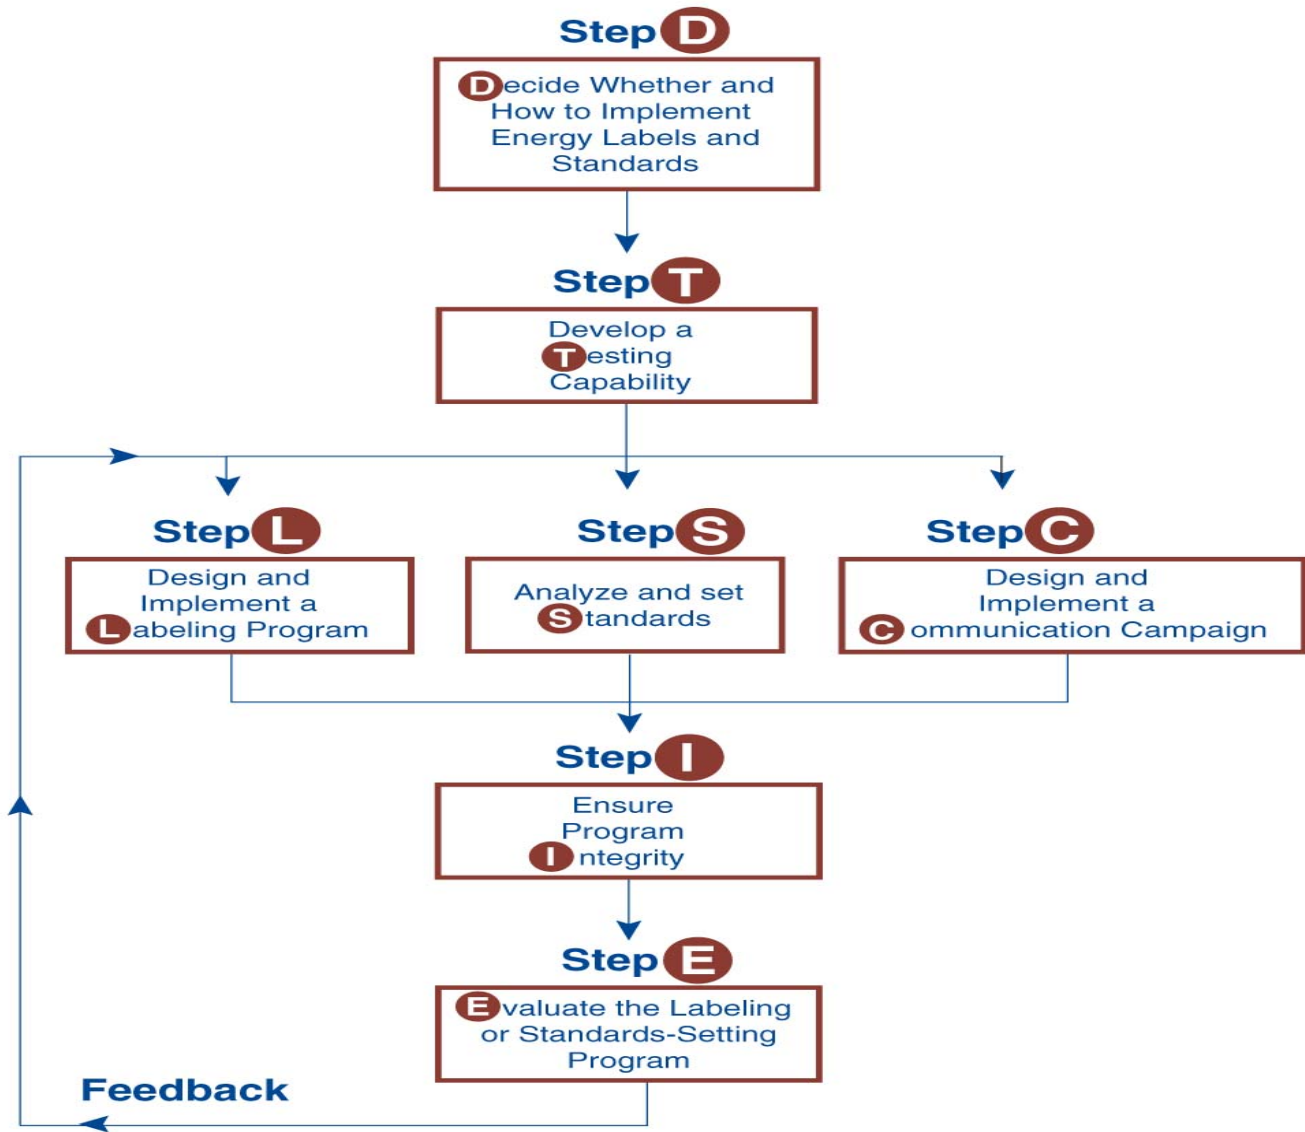 Step D
Decide Whether and
How to Implement
Energy Labels and
Standards
Step T
Develop a
Testing
Capability
Step L
Design and
Implement a
Labeling Program
Step S
Analyze and set
Standards
Step C
Design and
Implement a
Communication Campaign
Step I
Ensure
Program
Integrity
Step E
Evaluate the Labeling
or Standards-Setting
Program
Feedback